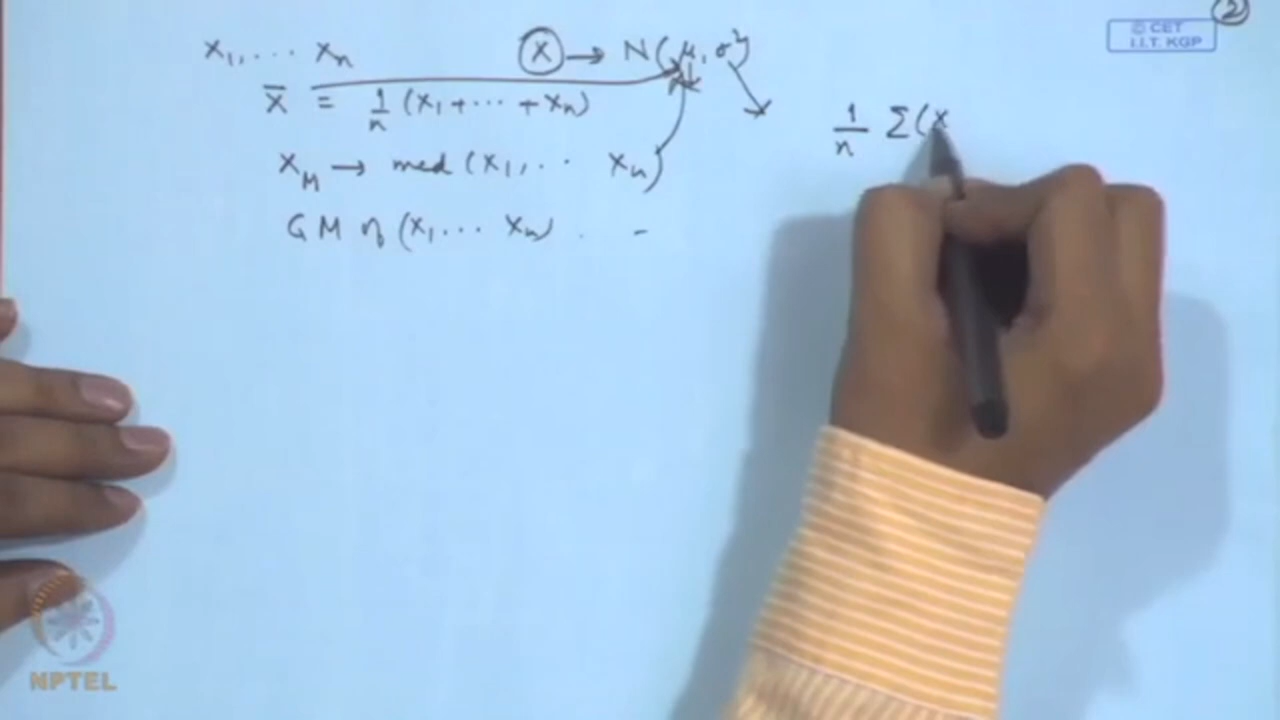 X₁, ... Xₙ   X → N(μ, σ²)
X̄ = 1/n (X₁ + ... + Xₙ)
X_M → med (X₁, .. Xₙ)
GM of (X₁ ... Xₙ) . -
1/n Σ(X
2
© CET
I.I.T. KGP
NPTEL